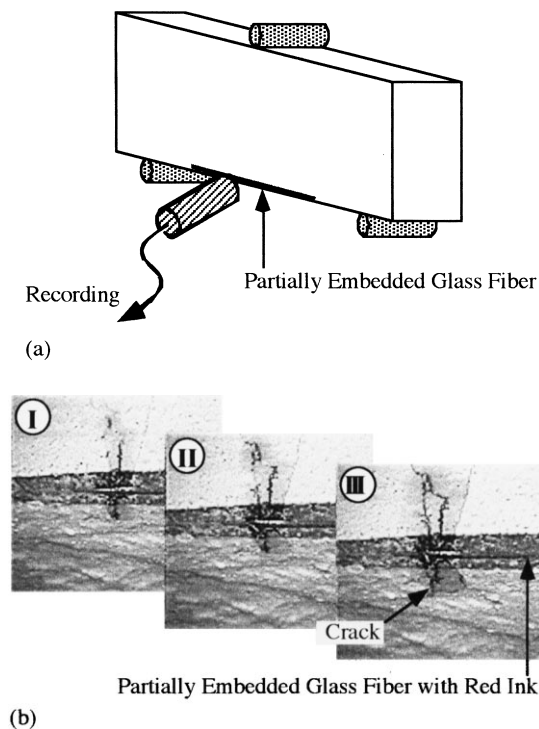 Recording
Partially Embedded Glass Fiber
(a)
I
II
III
Crack
Partially Embedded Glass Fiber with Red Ink
(b)